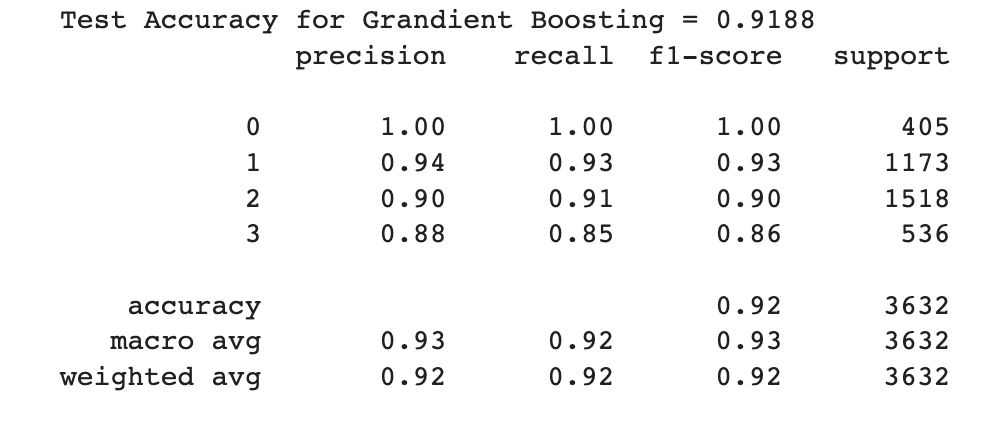 Test Accuracy for Grandient Boosting = 0.9188
precision recall f1-score support
0 1.00 1.00 1.00 405
1 0.94 0.93 0.93 1173
2 0.90 0.91 0.90 1518
3 0.88 0.85 0.86 536
accuracy 0.92 3632
macro avg 0.93 0.92 0.93 3632
weighted avg 0.92 0.92 0.92 3632